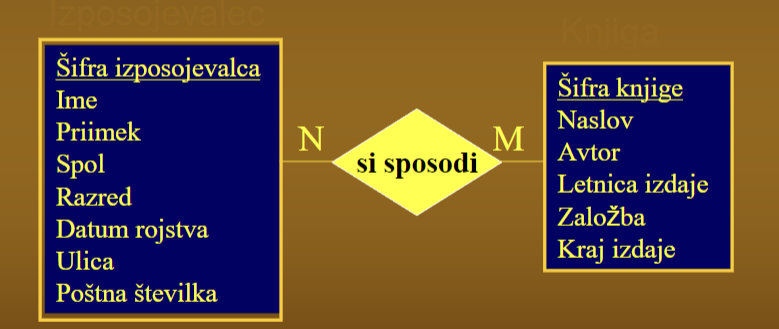 Izposojevalec
Šifra izposojevalca
Ime
Priimek
Spol
Razred
Datum rojstva
Ulica
Poštna številka
N
si sposodi
M
Knjiga
Šifra knjige
Naslov
Avtor
Letnica izdaje
Založba
Kraj izdaje